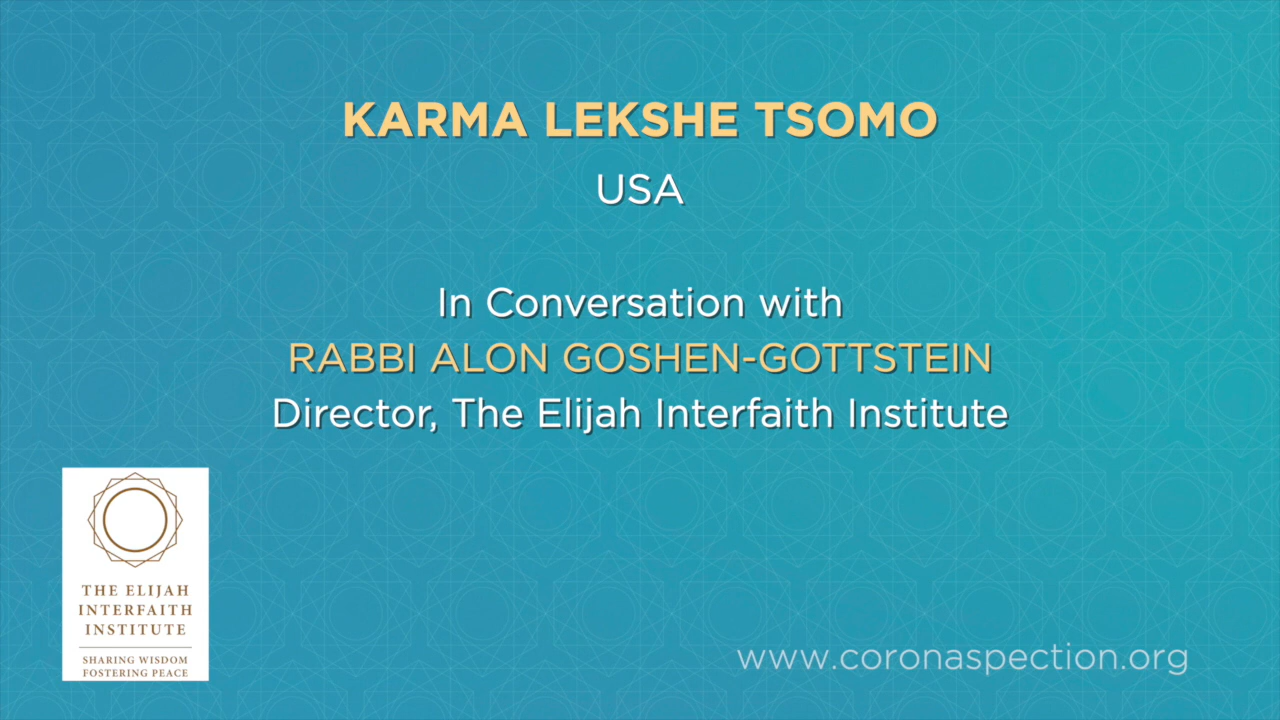 KARMA LEKSHE TSOMO
USA
In Conversation with
RABBI ALON GOSHEN-GOTTSTEIN
Director, The Elijah Interfaith Institute
THE ELIJAH
INTERFAITH
INSTITUTE
SHARING WISDOM
FOSTERING PEACE
www.coronaspection.org